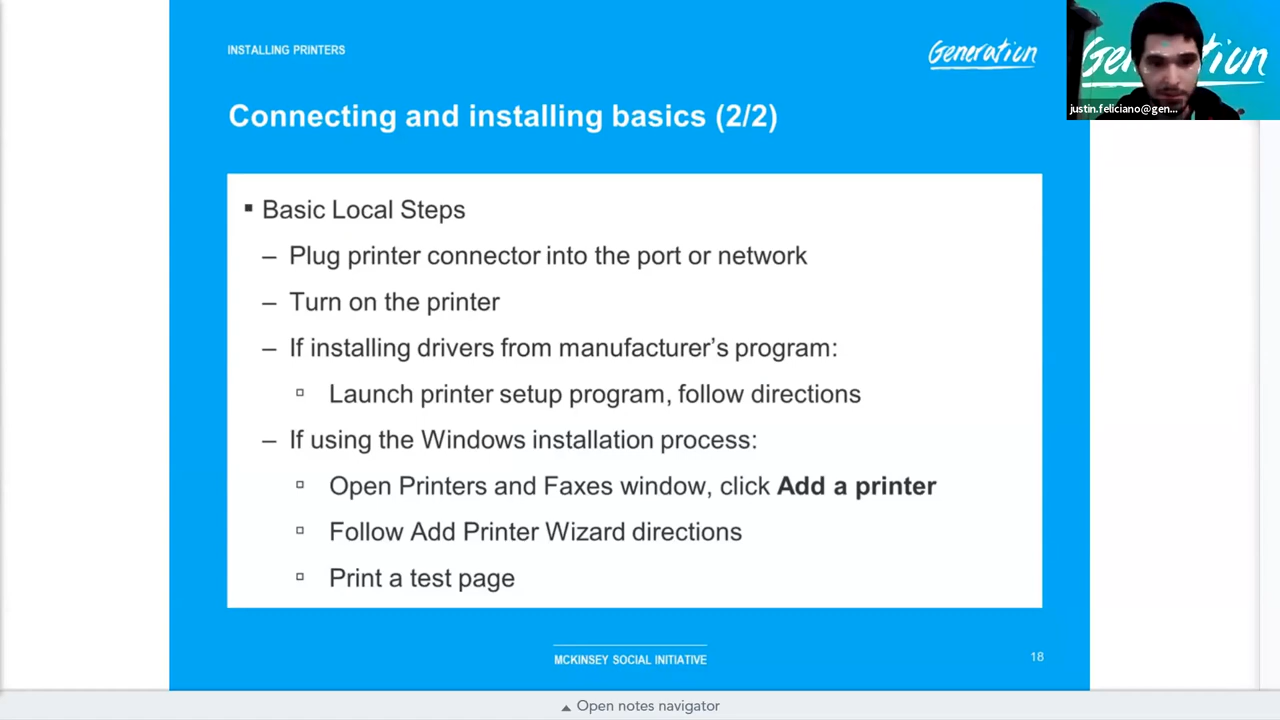 INSTALLING PRINTERS
Generation
Generation
justin.feliciano@gen...
Connecting and installing basics (2/2)
▪ Basic Local Steps
– Plug printer connector into the port or network
– Turn on the printer
– If installing drivers from manufacturer’s program:
▫ Launch printer setup program, follow directions
– If using the Windows installation process:
▫ Open Printers and Faxes window, click Add a printer
▫ Follow Add Printer Wizard directions
▫ Print a test page
MCKINSEY SOCIAL INITIATIVE
18
Open notes navigator